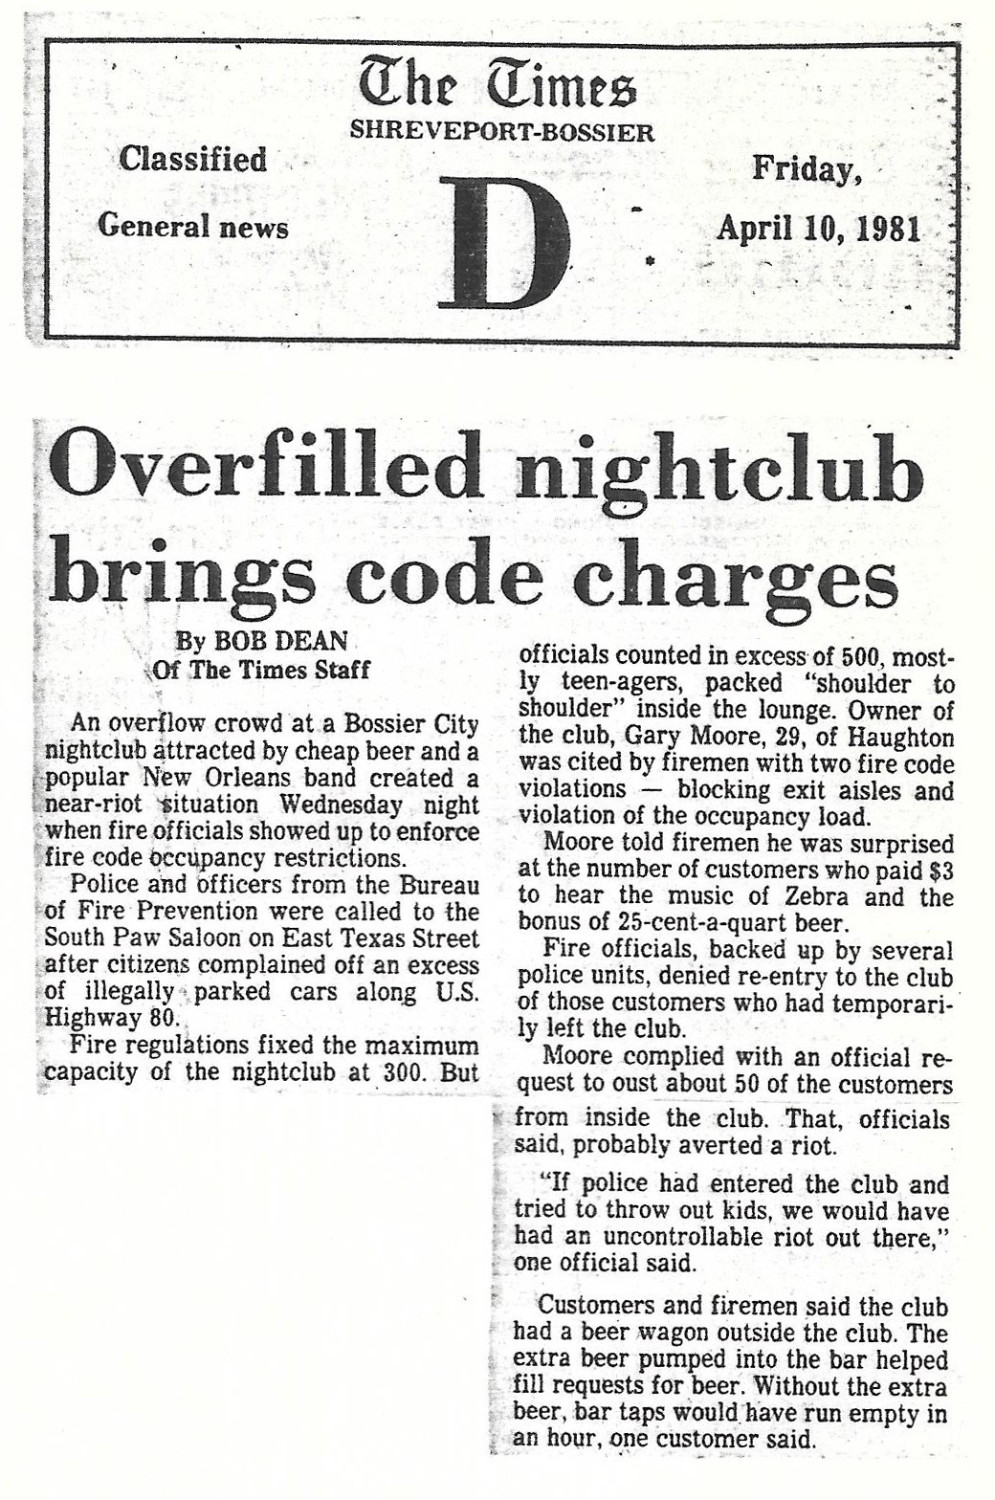 The Times
SHREVEPORT-BOSSIER
Classified
General news
D
Friday,
April 10, 1981
Overfilled nightclub
brings code charges
By BOB DEAN
Of The Times Staff
An overflow crowd at a Bossier City
nightclub attracted by cheap beer and a
popular New Orleans band created a
near-riot situation Wednesday night
when fire officials showed up to enforce
fire code occupancy restrictions.
Police and officers from the Bureau
of Fire Prevention were called to the
South Paw Saloon on East Texas Street
after citizens complained off an excess
of illegally parked cars along U.S.
Highway 80.
Fire regulations fixed the maximum
capacity of the nightclub at 300. But
officials counted in excess of 500, most-
ly teen-agers, packed “shoulder to
shoulder” inside the lounge. Owner of
the club, Gary Moore, 29, of Haughton
was cited by firemen with two fire code
violations — blocking exit aisles and
violation of the occupancy load.
Moore told firemen he was surprised
at the number of customers who paid $3
to hear the music of Zebra and the
bonus of 25-cent-a-quart beer.
Fire officials, backed up by several
police units, denied re-entry to the club
of those customers who had temporari-
ly left the club.
Moore complied with an official re-
quest to oust about 50 of the customers
from inside the club. That, officials
said, probably averted a riot.
“If police had entered the club and
tried to throw out kids, we would have
had an uncontrollable riot out there,”
one official said.
Customers and firemen said the club
had a beer wagon outside the club. The
extra beer pumped into the bar helped
fill requests for beer. Without the extra
beer, bar taps would have run empty in
an hour, one customer said.